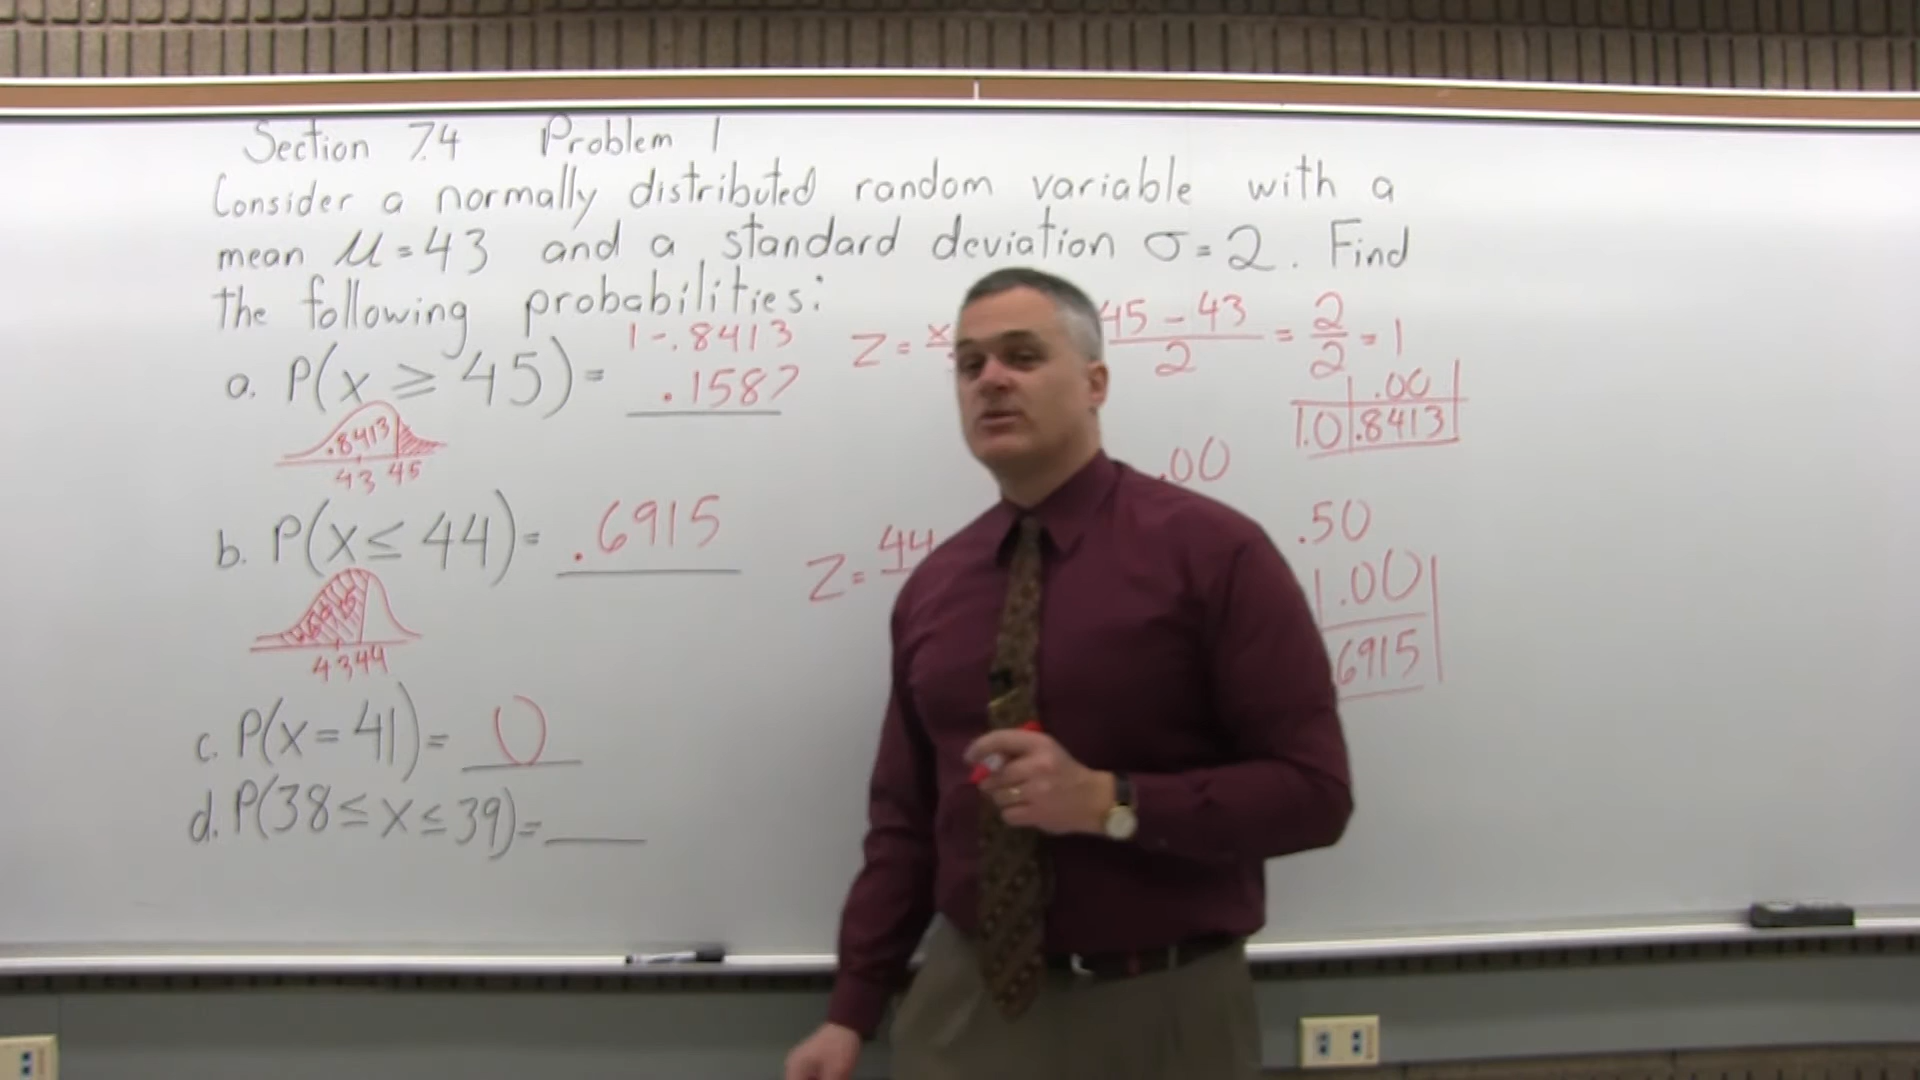 Section 7.4 Problem 1
Consider a normally distributed random variable with a
mean μ = 43 and a standard deviation σ = 2. Find
the following probabilities:
1 - .8413
a. P(x ≥ 45) = .1587
Z = x
45 - 43 / 2 = 2/2 = 1
.00
1.0 .8413
.8413
43 45
b. P(x ≤ 44) = .6915
.00
Z = 44
.50
.00
6915
43 44
c. P(x = 41) = 0
d. P(38 ≤ x ≤ 39) =